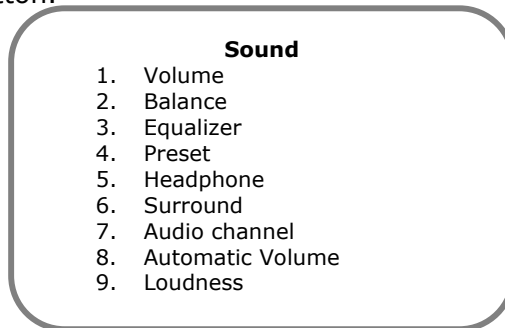 Sound
1. Volume
2. Balance
3. Equalizer
4. Preset
5. Headphone
6. Surround
7. Audio channel
8. Automatic Volume
9. Loudness